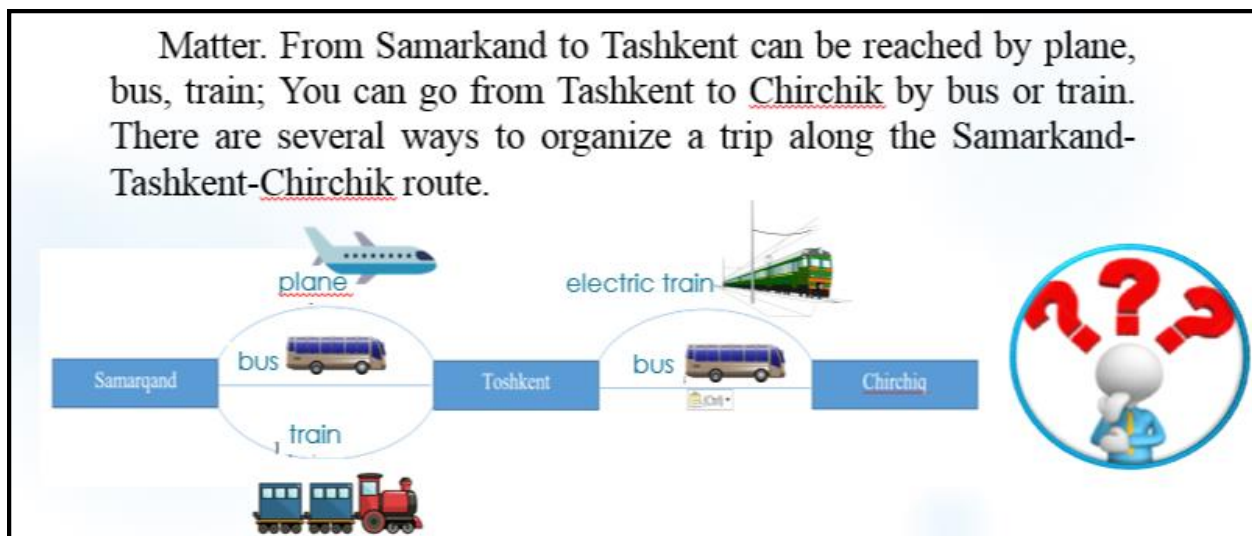 Matter. From Samarkand to Tashkent can be reached by plane,
bus, train; You can go from Tashkent to Chirchik by bus or train.
There are several ways to organize a trip along the Samarkand-
Tashkent-Chirchik route.
plane
electric train
bus
bus
Samarqand
Toshkent
Chirchiq
(Ctrl)
train